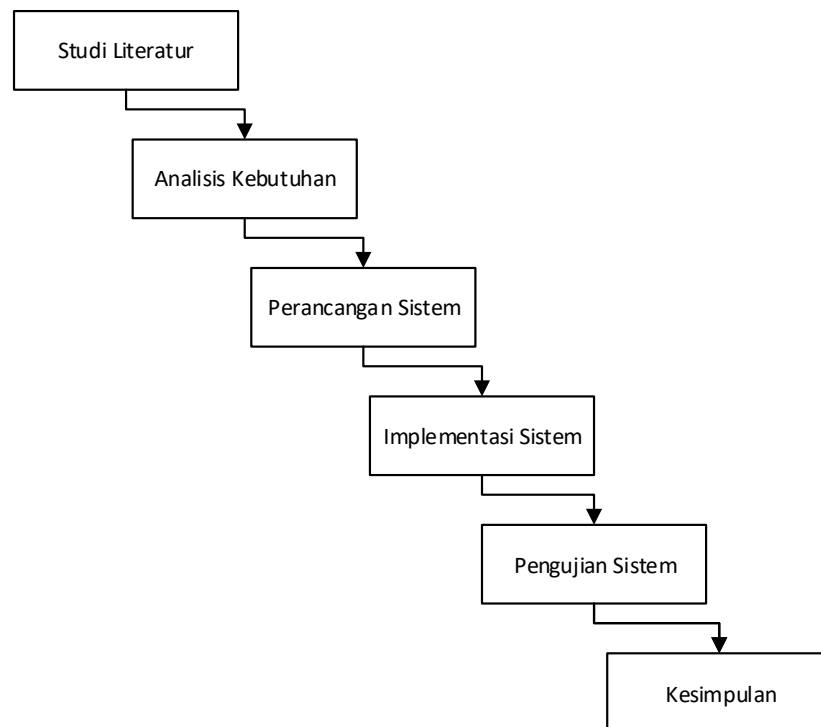 Studi Literatur
Analisis Kebutuhan
Perancangan Sistem
Implementasi Sistem
Pengujian Sistem
Kesimpulan